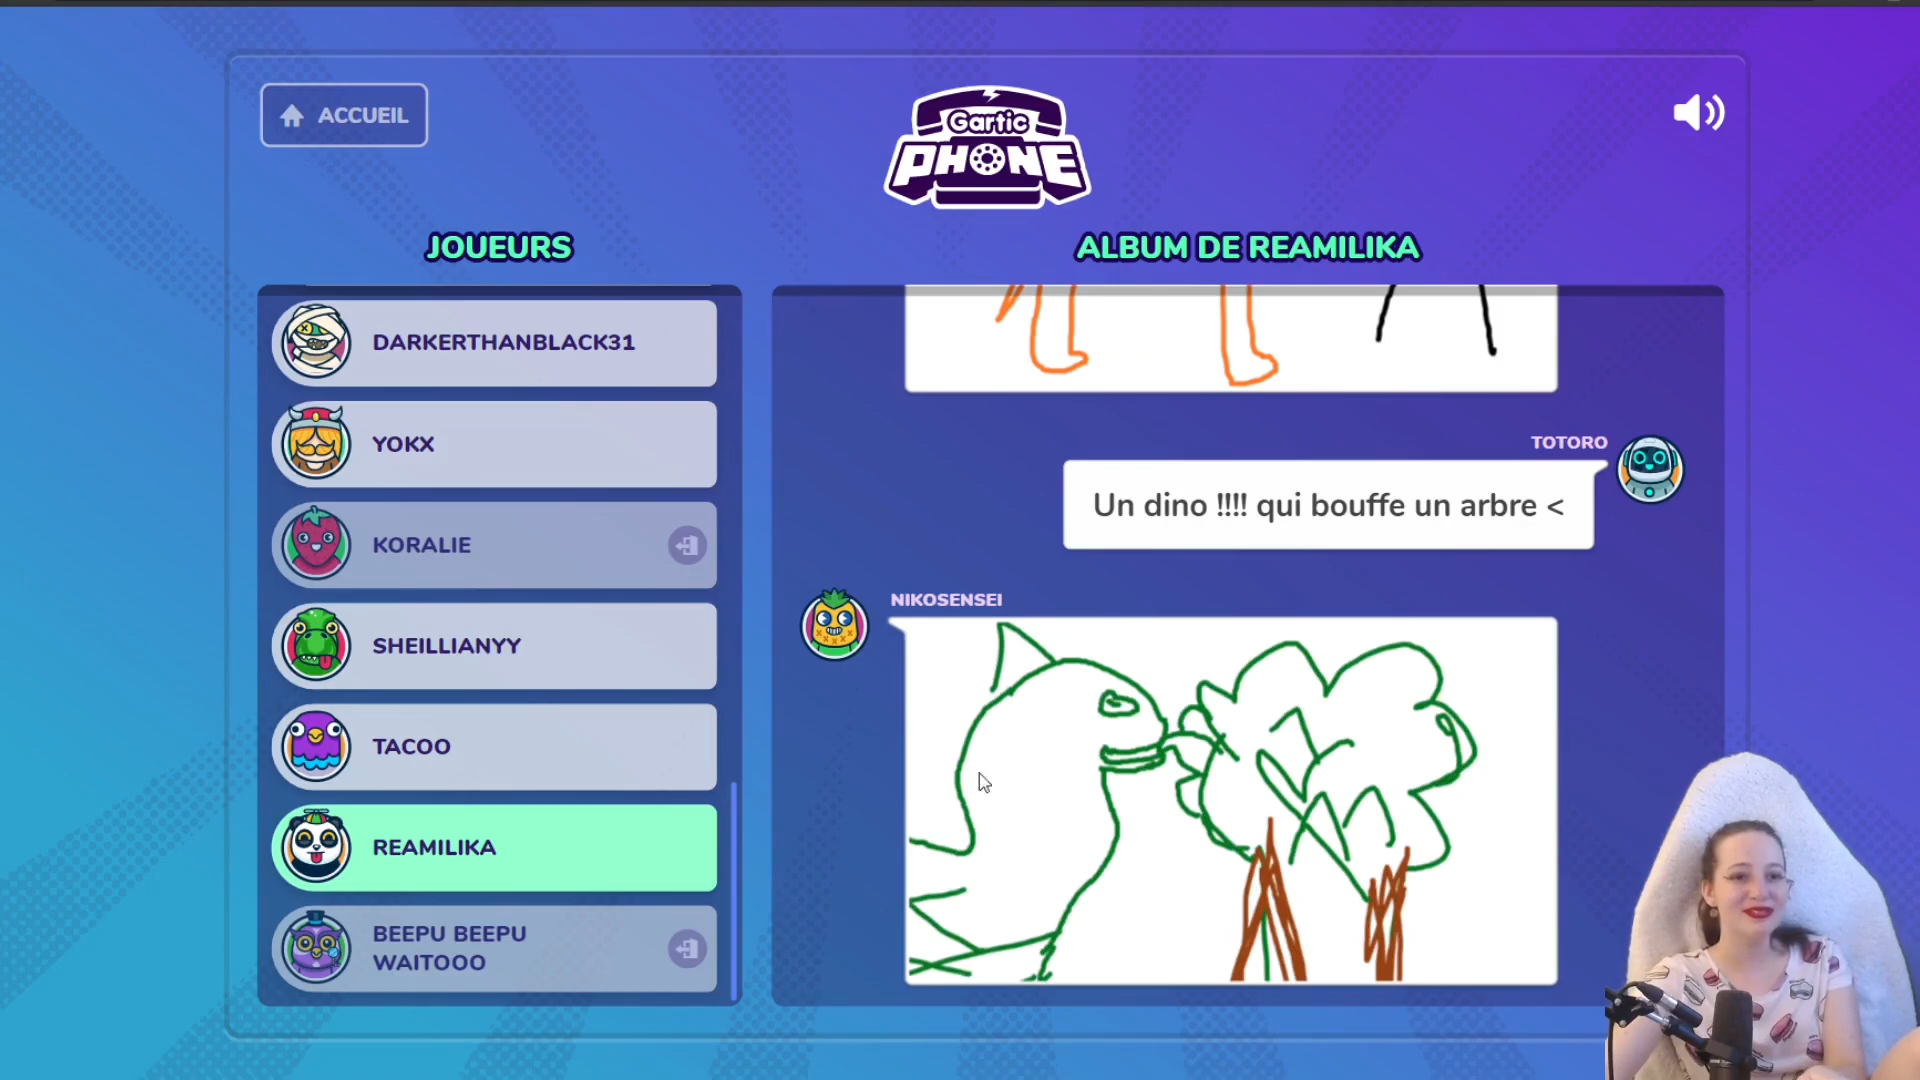 ACCUEIL
Gartic
PHONE
JOUEURS
ALBUM DE REAMILIKA
DARKERTHANBLACK31
YOKX
KORALIE
SHEILLIANYY
TACOO
REAMILIKA
BEEPU BEEPU
WAITOOO
TOTORO
Un dino !!!! qui bouffe un arbre <
NIKOSENSEI